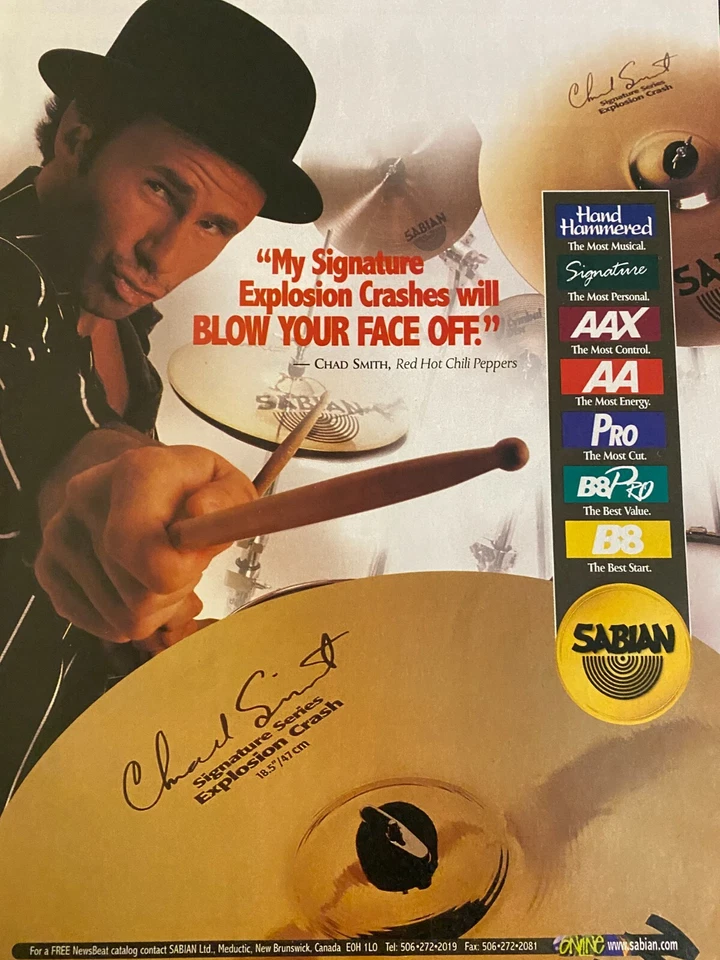 Chad Smith
Signature Series
Explosion Crash
SABIAN
"My Signature
Explosion Crashes will
BLOW YOUR FACE OFF."
— CHAD SMITH, Red Hot Chili Peppers
SABIAN
Hand
Hammered
The Most Musical.
Signature
The Most Personal.
AAX
The Most Control.
AA
The Most Energy.
PRO
The Most Cut.
B8 PRO
The Best Value.
B8
The Best Start.
SABIAN
SA
Chad Smith
Signature Series
Explosion Crash
18.5"/47cm
For a FREE NewsBeat catalog contact SABIAN Ltd., Meductic, New Brunswick, Canada E0H 1L0 Tel: 506•272•2019 Fax: 506•272•2081 ONLINE www.sabian.com